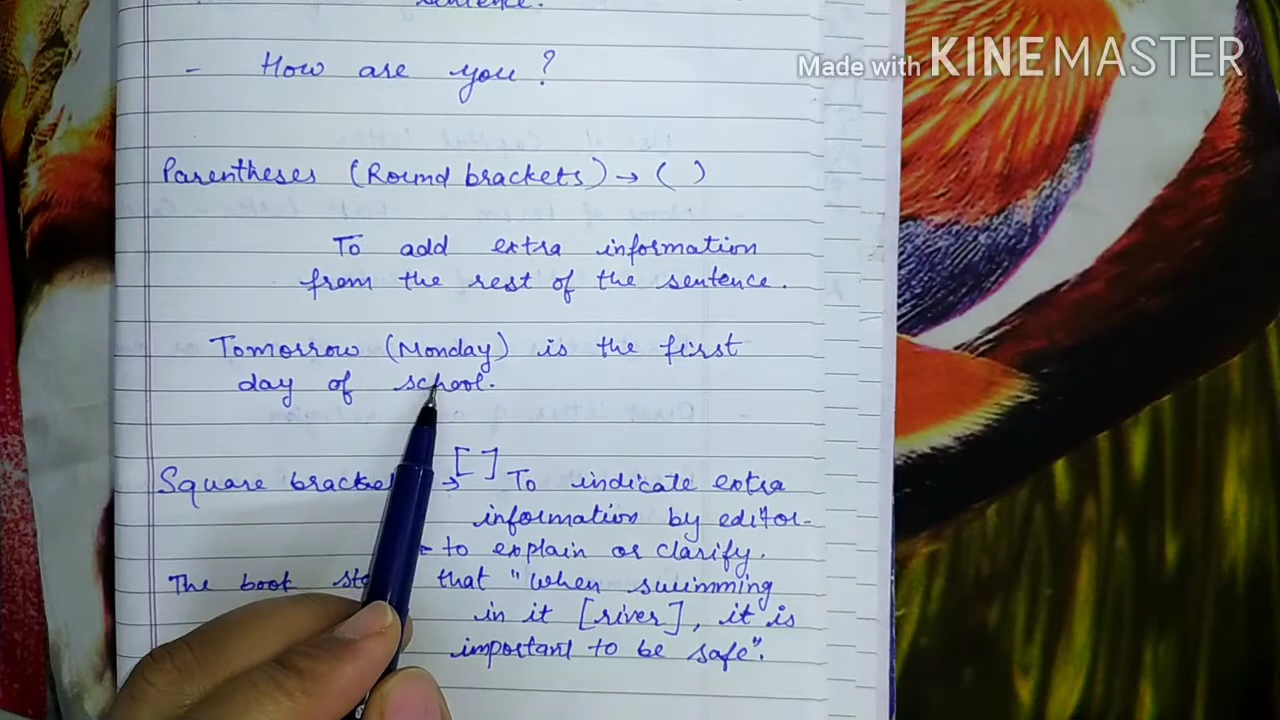 sentence.
Made with KINEMASTER
- How are you?
Parentheses (Round brackets) → ( )
To add extra information
from the rest of the sentence.
Tomorrow (Monday) is the first
day of school.
Square → [ ] To indicate extra
information by editor-
- to explain or clarify.
The book that "when swimming
in it [river], it is
important to be safe".